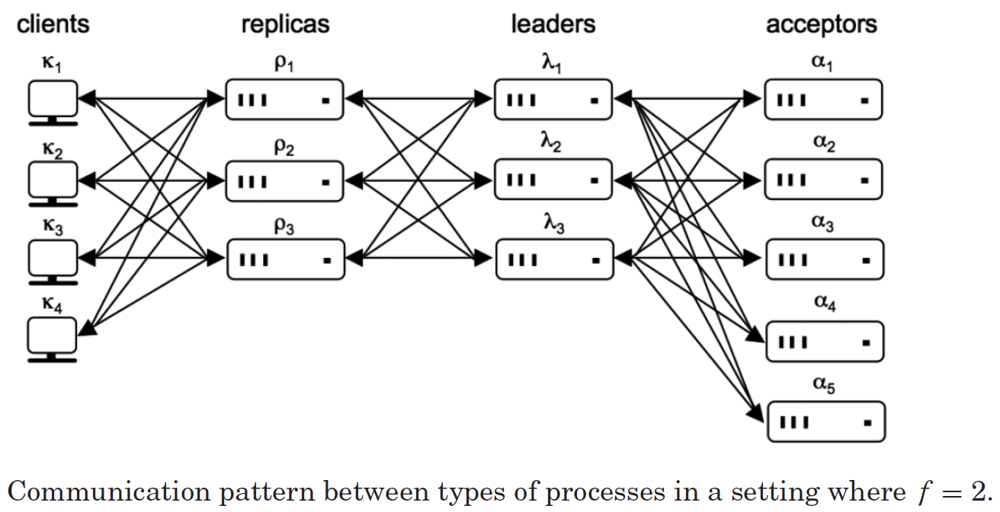 clients replicas leaders acceptors
κ1 ρ1 λ1 α1
κ2 ρ2 λ2 α2
κ3 ρ3 λ3 α3
κ4 α4
α5
Communication pattern between types of processes in a setting where f = 2.